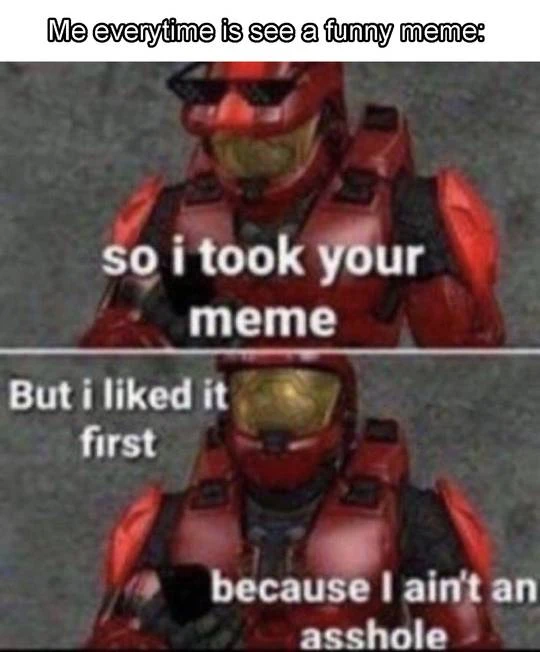 Me everytime is see a funny meme:
so i took your
meme
But i liked it
first
because I ain't an
asshole